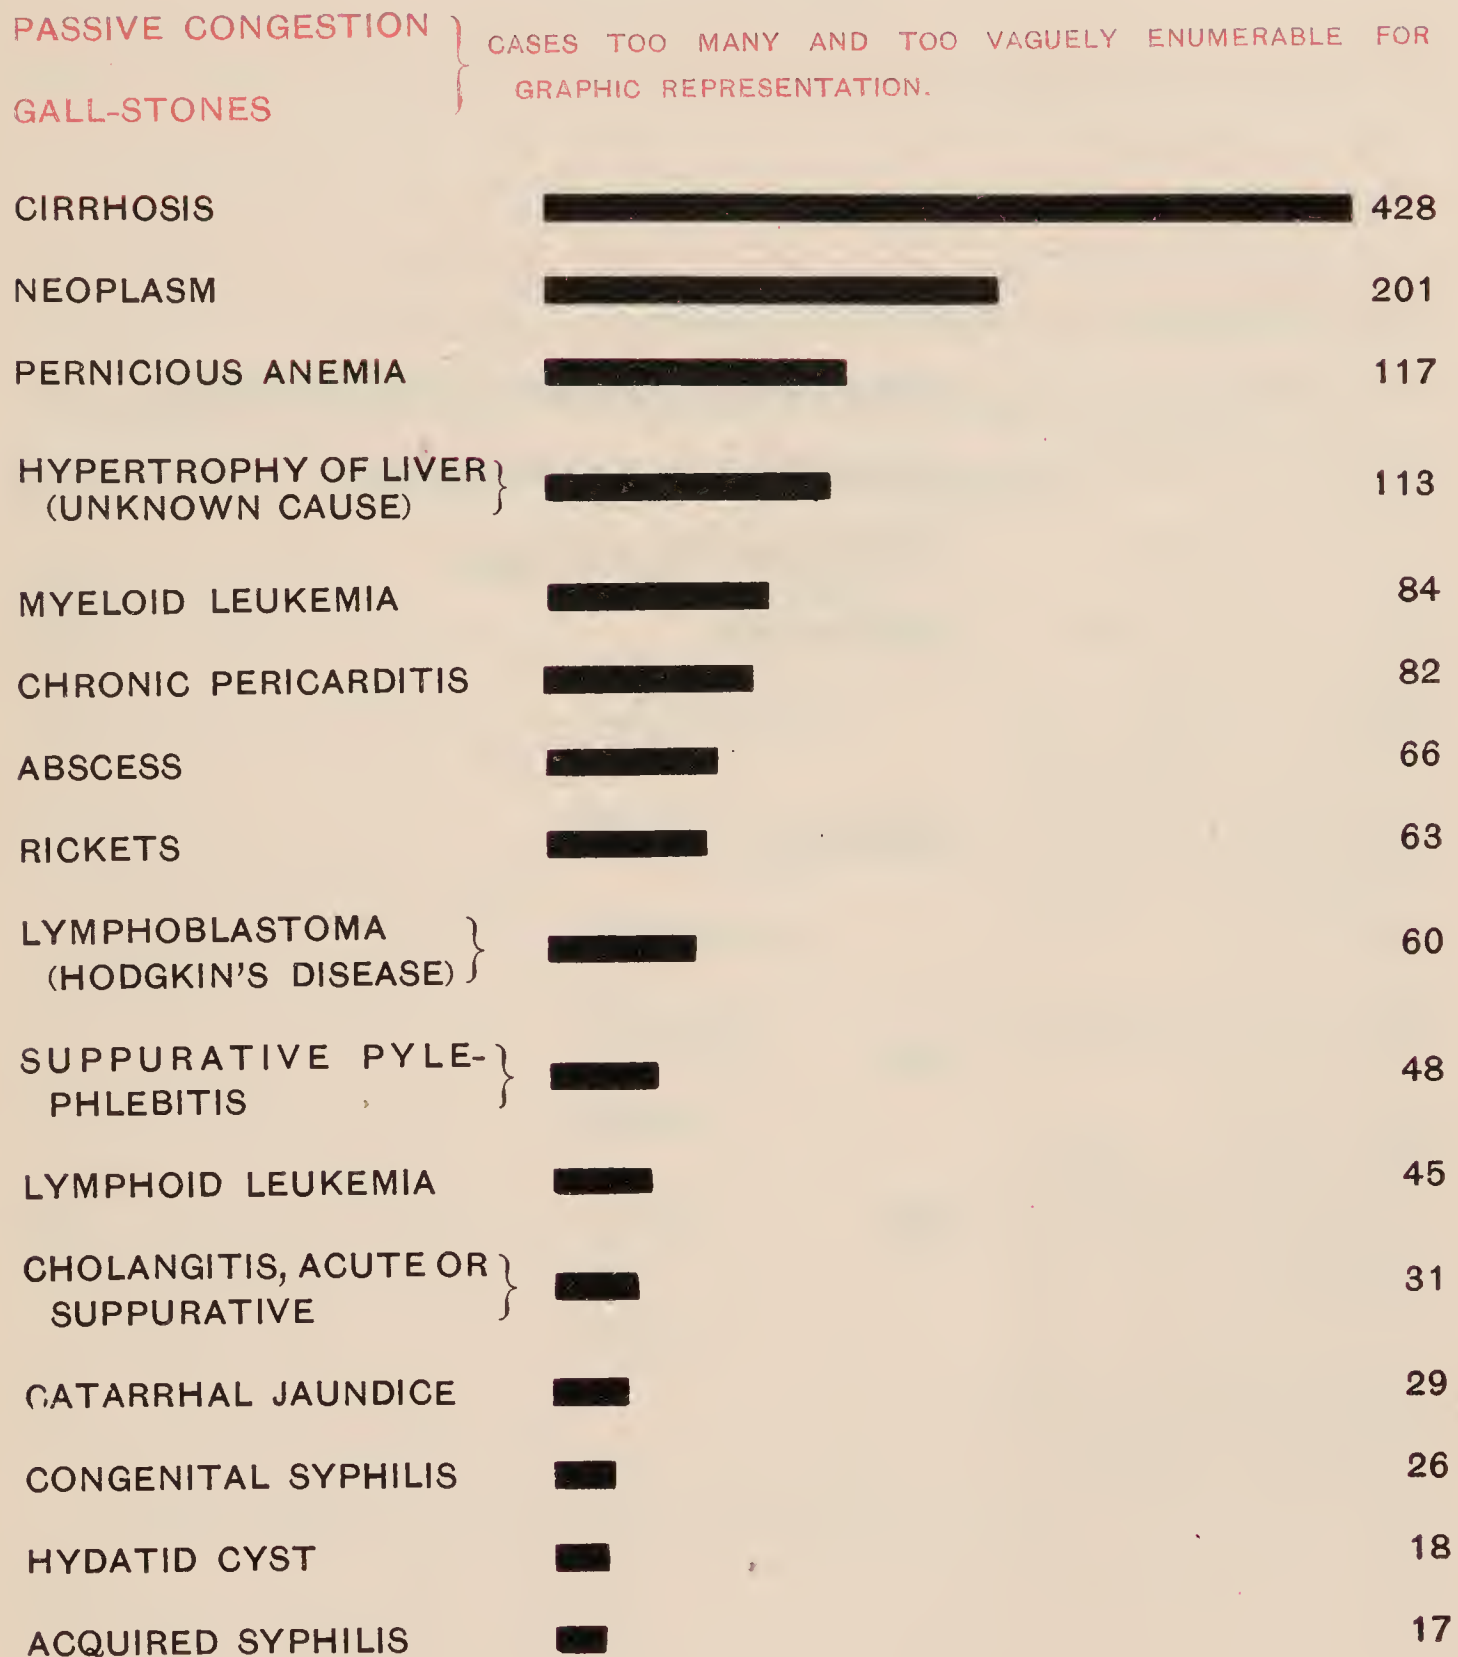 PASSIVE CONGESTION
CASES TOO MANY AND TOO VAGUELY ENUMERABLE FOR
GRAPHIC REPRESENTATION.
GALL-STONES
CIRRHOSIS 428
NEOPLASM 201
PERNICIOUS ANEMIA 117
HYPERTROPHY OF LIVER
(UNKNOWN CAUSE) 113
MYELOID LEUKEMIA 84
CHRONIC PERICARDITIS 82
ABSCESS 66
RICKETS 63
LYMPHOBLASTOMA
(HODGKIN'S DISEASE) 60
SUPPURATIVE PYLE-
PHLEBITIS 48
LYMPHOID LEUKEMIA 45
CHOLANGITIS, ACUTE OR
SUPPURATIVE 31
CATARRHAL JAUNDICE 29
CONGENITAL SYPHILIS 26
HYDATID CYST 18
ACQUIRED SYPHILIS 17